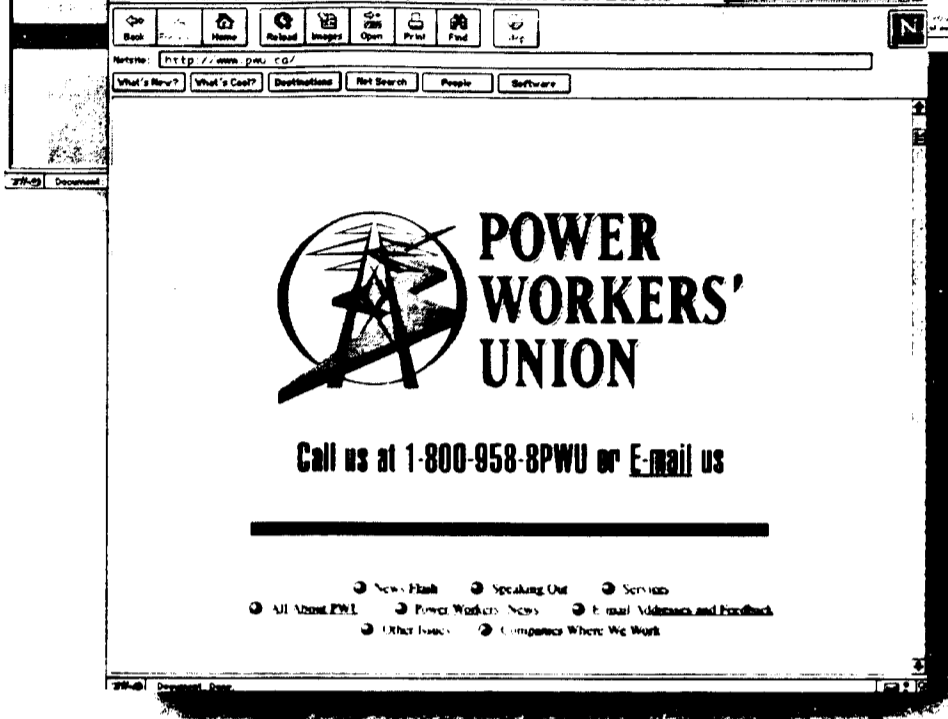 Back Home Reload Images Open Print Find
N
Netsite: http://www.pwu.ca/
What's New? What's Cool? Destinations Net Search People Software
Document:
POWER
WORKERS'
UNION
Call us at 1-800-958-8PWU or E-mail us
News Flash Speaking Out Services
All About PWU Power Workers' News E-mail Addresses and Feedback
Other Issues Companies Where We Work
Document: Done